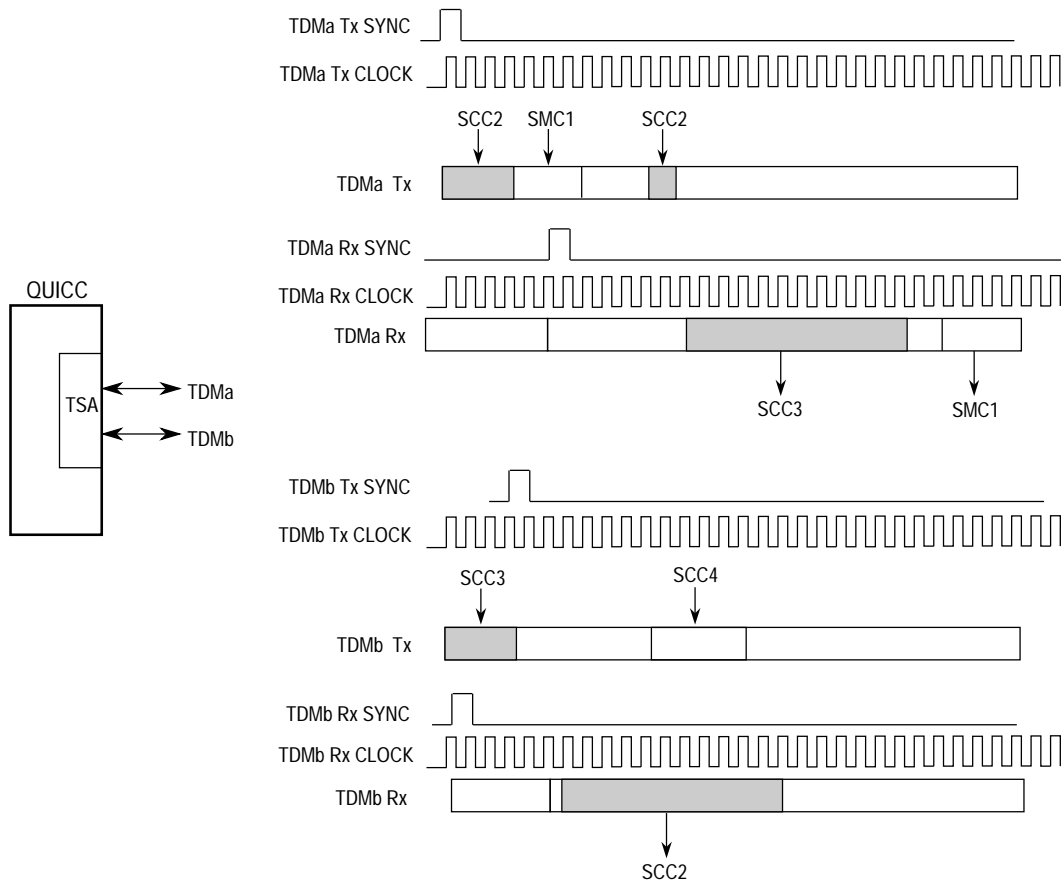 TDMa Tx SYNC
TDMa Tx CLOCK
SCC2 SMC1 SCC2
TDMa Tx
TDMa Rx SYNC
TDMa Rx CLOCK
TDMa Rx
SCC3 SMC1
QUICC
TSA
TDMa
TDMb
TDMb Tx SYNC
TDMb Tx CLOCK
SCC3 SCC4
TDMb Tx
TDMb Rx SYNC
TDMb Rx CLOCK
TDMb Rx
SCC2